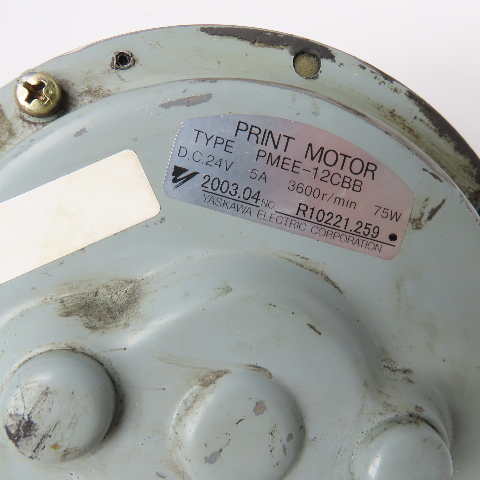 PRINT MOTOR
TYPE PMEE-12CBB
D.C.24V 5A 3600r/min 75W
2003.04 NO R10221.259
YASKAWA ELECTRIC CORPORATION